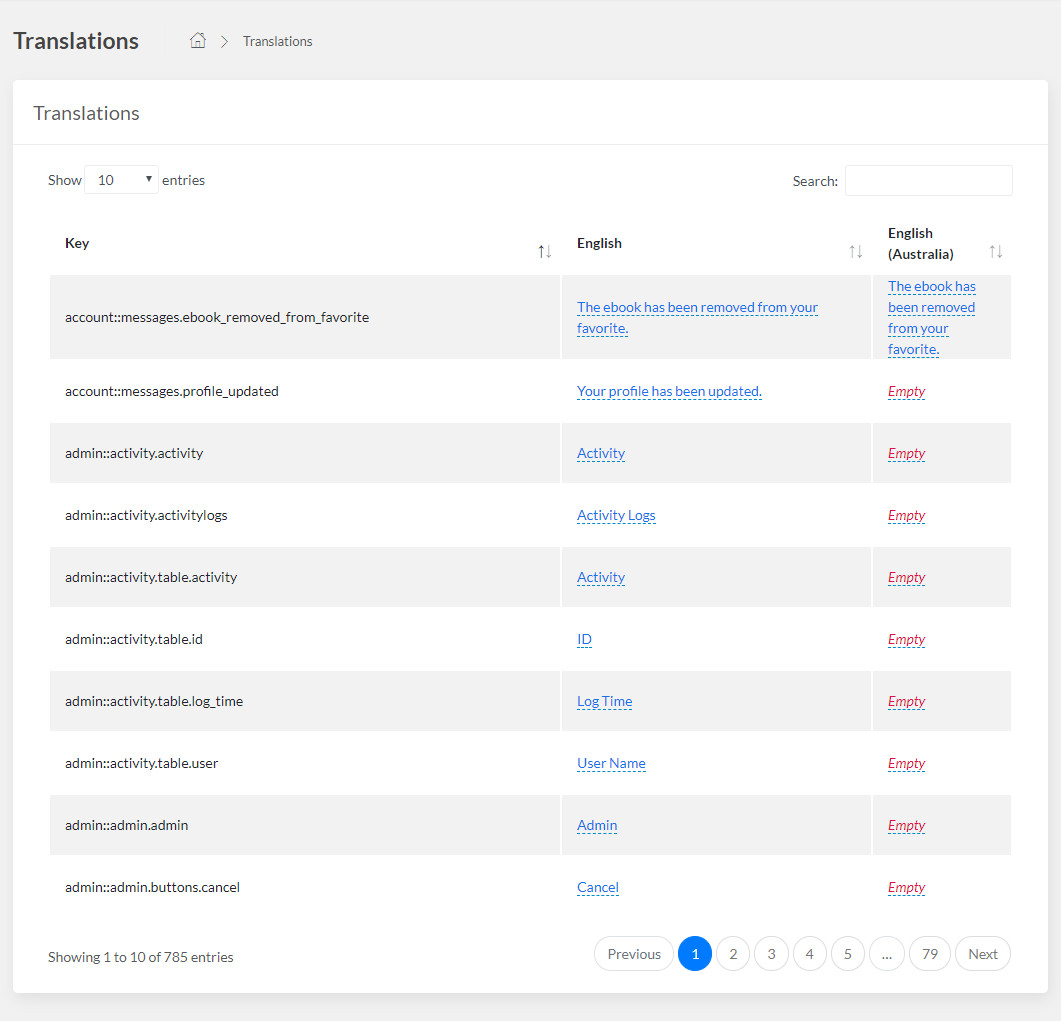 Translations
Translations
Translations
Show 10 entries
Search:
Key
English
English
(Australia)
account::messages.ebook_removed_from_favorite
The ebook has been removed from your
favorite.
The ebook has
been removed
from your
favorite.
account::messages.profile_updated
Your profile has been updated.
Empty
admin::activity.activity
Activity
Empty
admin::activity.activitylogs
Activity Logs
Empty
admin::activity.table.activity
Activity
Empty
admin::activity.table.id
ID
Empty
admin::activity.table.log_time
Log Time
Empty
admin::activity.table.user
User Name
Empty
admin::admin.admin
Admin
Empty
admin::admin.buttons.cancel
Cancel
Empty
Showing 1 to 10 of 785 entries
Previous 1 2 3 4 5 ... 79 Next